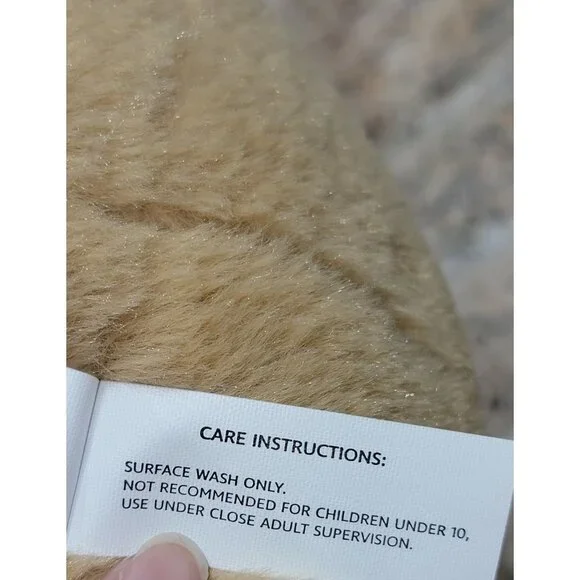 CARE INSTRUCTIONS:
SURFACE WASH ONLY.
NOT RECOMMENDED FOR CHILDREN UNDER 10,
USE UNDER CLOSE ADULT SUPERVISION.